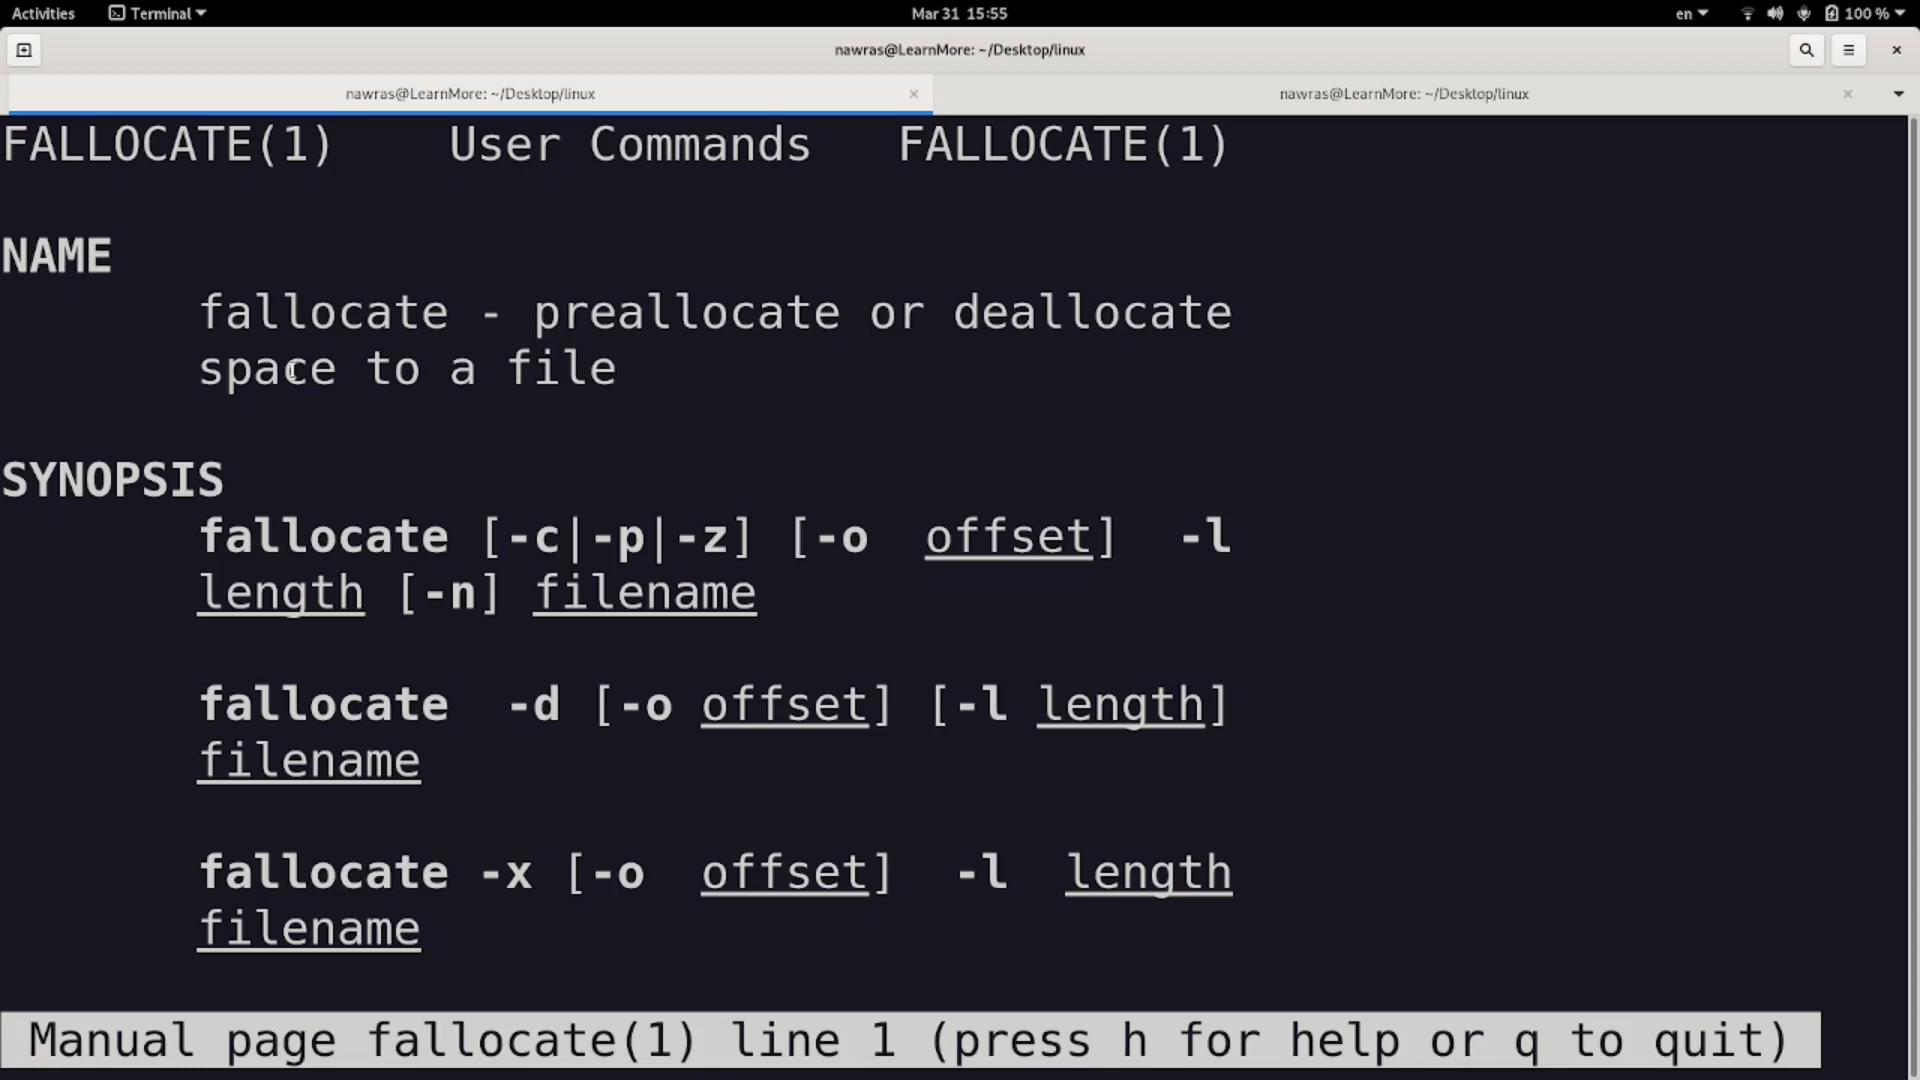 Activities Terminal Mar 31 15:55 en 100 %
nawras@LearnMore: ~/Desktop/linux
nawras@LearnMore: ~/Desktop/linux nawras@LearnMore: ~/Desktop/linux
FALLOCATE(1) User Commands FALLOCATE(1)
NAME
fallocate - preallocate or deallocate
space to a file
SYNOPSIS
fallocate [-c|-p|-z] [-o offset] -l
length [-n] filename
fallocate -d [-o offset] [-l length]
filename
fallocate -x [-o offset] -l length
filename
Manual page fallocate(1) line 1 (press h for help or q to quit)